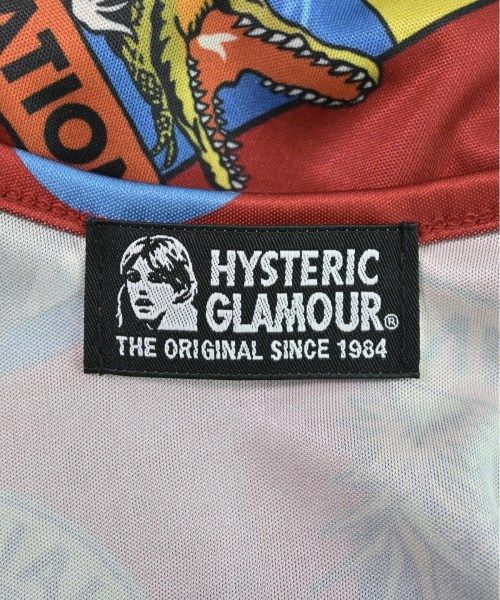 ATION
HYSTERIC
GLAMOUR®
THE ORIGINAL SINCE 1984